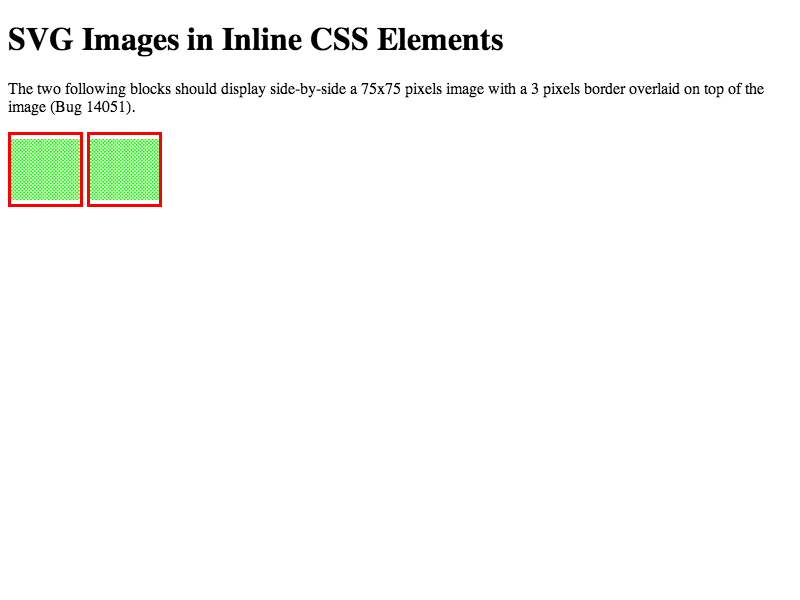 SVG Images in Inline CSS Elements
The two following blocks should display side-by-side a 75x75 pixels image with a 3 pixels border overlaid on top of the
image (Bug 14051).